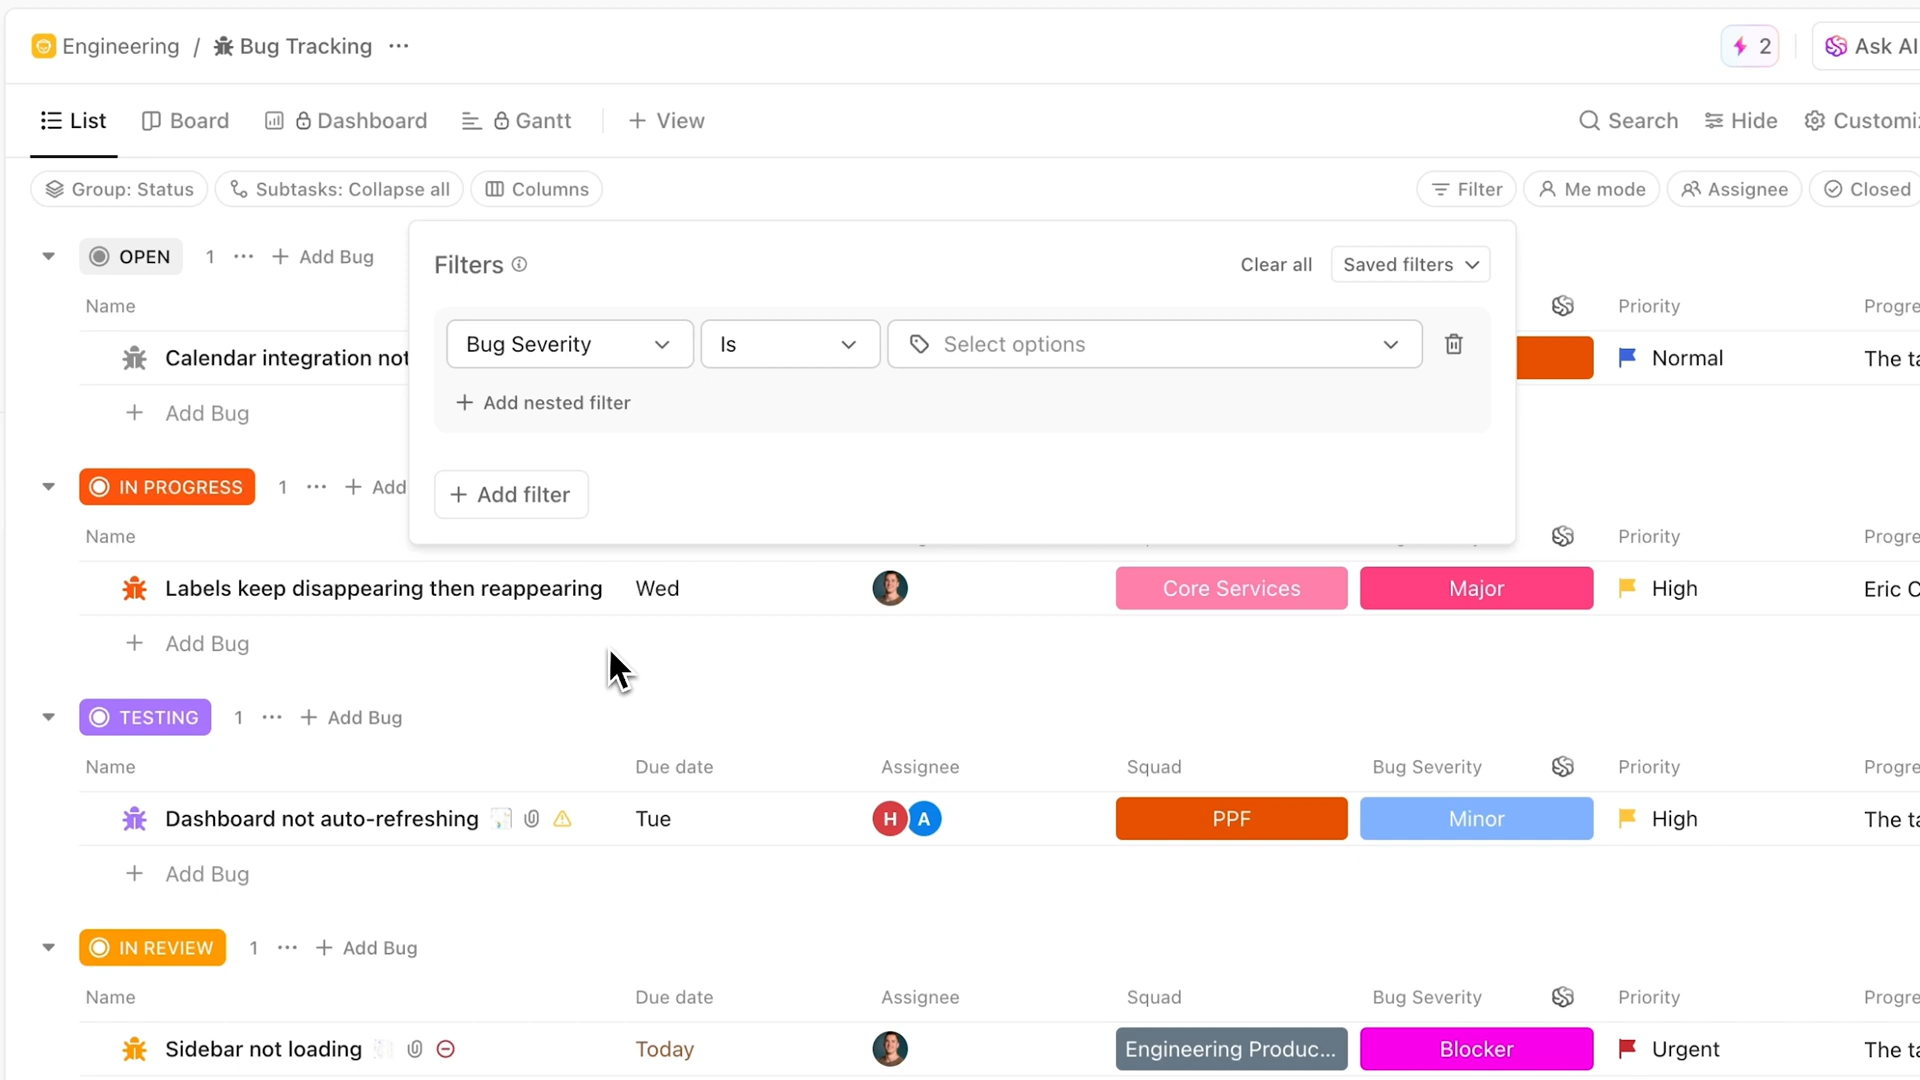 Engineering / Bug Tracking ...
2
Ask AI
List
Board
Dashboard
Gantt
+ View
Search
Hide
Customiz
Group: Status
Subtasks: Collapse all
Columns
Filter
Me mode
Assignee
Closed
OPEN 1 ... + Add Bug
Filters
Clear all
Saved filters
Name
Priority
Progre
Bug Severity
Is
Select options
Calendar integration not
Normal
The ta
+ Add nested filter
+ Add Bug
IN PROGRESS 1 ... + Add
+ Add filter
Name
Priority
Progre
Labels keep disappearing then reappearing
Wed
Core Services
Major
High
Eric C
+ Add Bug
TESTING 1 ... + Add Bug
Name
Due date
Assignee
Squad
Bug Severity
Priority
Progre
Dashboard not auto-refreshing
Tue
H
A
PPF
Minor
High
The ta
+ Add Bug
IN REVIEW 1 ... + Add Bug
Name
Due date
Assignee
Squad
Bug Severity
Priority
Progre
Sidebar not loading
Today
Engineering Produc...
Blocker
Urgent
The ta